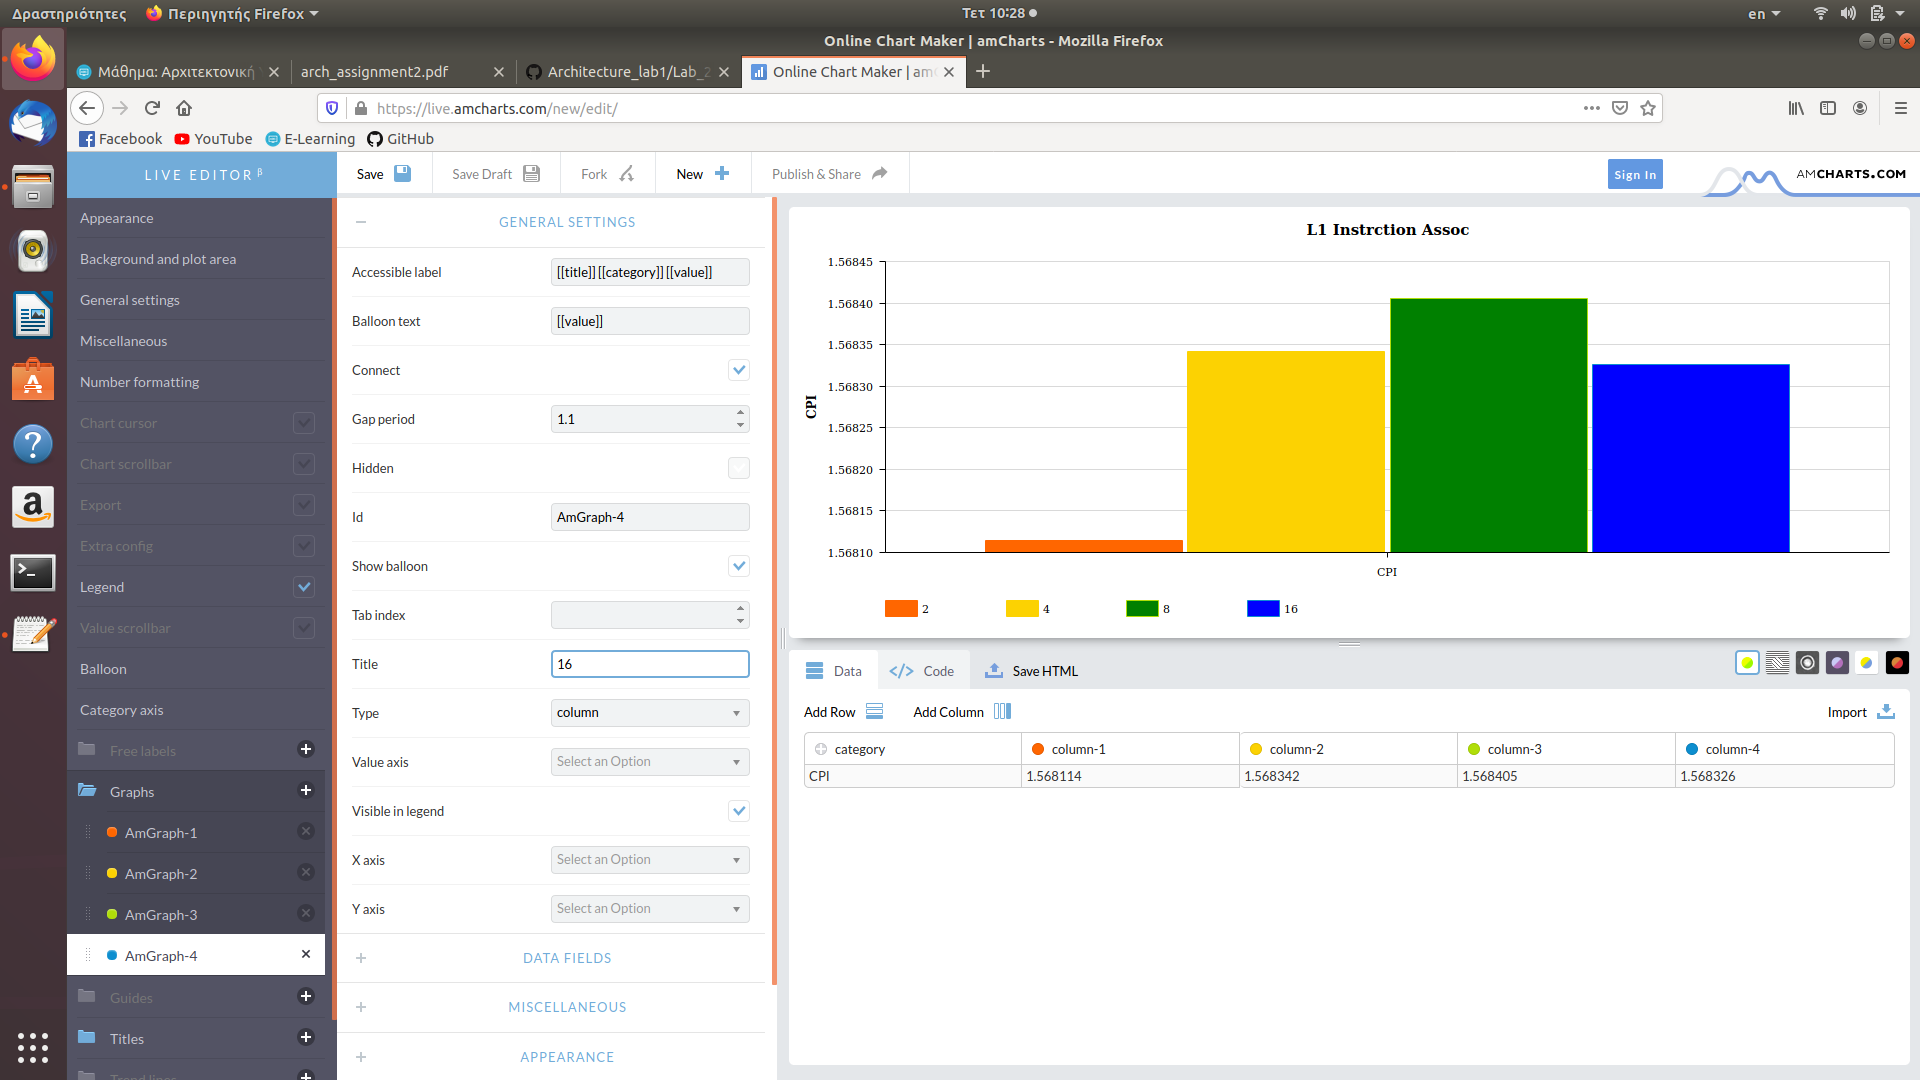 Δραστηριότητες Περιηγητής Firefox Τετ 10:28 en
Online Chart Maker | amCharts - Mozilla Firefox
Μάθημα: Αρχιτεκτονική arch_assignment2.pdf Architecture_lab1/Lab_2 Online Chart Maker | am
https://live.amcharts.com/new/edit/
Facebook YouTube E-Learning GitHub
LIVE EDITOR β Save Save Draft Fork New Publish & Share Sign In AMCHARTS.COM
Appearance
Background and plot area
General settings
Miscellaneous
Number formatting
Chart cursor
Chart scrollbar
Export
Extra config
Legend
Value scrollbar
Balloon
Category axis
Free labels
Graphs
AmGraph-1
AmGraph-2
AmGraph-3
AmGraph-4
Guides
Titles
Trend lines
GENERAL SETTINGS
Accessible label [[title]] [[category]] [[value]]
Balloon text [[value]]
Connect
Gap period 1.1
Hidden
Id AmGraph-4
Show balloon
Tab index
Title 16
Type column
Value axis Select an Option
Visible in legend
X axis Select an Option
Y axis Select an Option
DATA FIELDS
MISCELLANEOUS
APPEARANCE
L1 Instrction Assoc
1.56845
1.56840
1.56835
1.56830
1.56825
1.56820
1.56815
1.56810
CPI
CPI
2 4 8 16
Data Code Save HTML
Add Row Add Column Import
category column-1 column-2 column-3 column-4
CPI 1.568114 1.568342 1.568405 1.568326